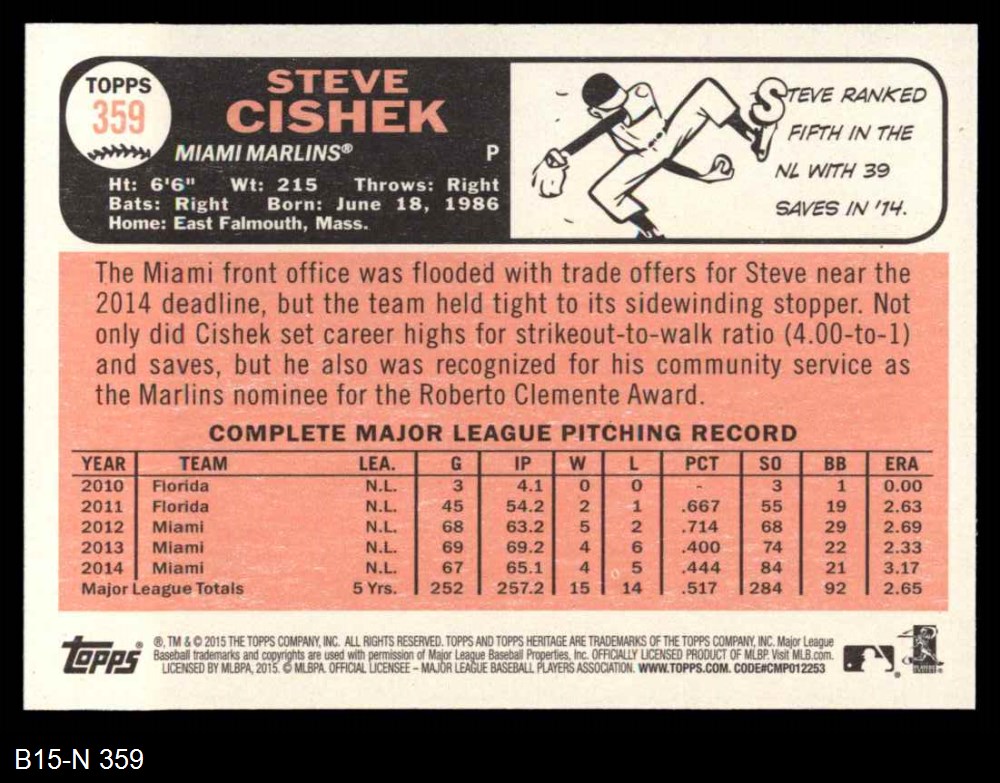 TOPPS
359
STEVE
CISHEK
MIAMI MARLINS® P
Ht: 6'6" Wt: 215 Throws: Right
Bats: Right Born: June 18, 1986
Home: East Falmouth, Mass.
STEVE RANKED
FIFTH IN THE
NL WITH 39
SAVES IN '14.
The Miami front office was flooded with trade offers for Steve near the
2014 deadline, but the team held tight to its sidewinding stopper. Not
only did Cishek set career highs for strikeout-to-walk ratio (4.00-to-1)
and saves, but he also was recognized for his community service as
the Marlins nominee for the Roberto Clemente Award.
COMPLETE MAJOR LEAGUE PITCHING RECORD
YEAR TEAM LEA. G IP W L PCT SO BB ERA
2010 Florida N.L. 3 4.1 0 0 - 3 1 0.00
2011 Florida N.L. 45 54.2 2 1 .667 55 19 2.63
2012 Miami N.L. 68 63.2 5 2 .714 68 29 2.69
2013 Miami N.L. 69 69.2 4 6 .400 74 22 2.33
2014 Miami N.L. 67 65.1 4 5 .444 84 21 3.17
Major League Totals 5 Yrs. 252 257.2 15 14 .517 284 92 2.65
Topps
®, TM & © 2015 THE TOPPS COMPANY, INC. ALL RIGHTS RESERVED. TOPPS AND TOPPS HERITAGE ARE TRADEMARKS OF THE TOPPS COMPANY, INC. Major League
Baseball trademarks and copyrights are used with permission of Major League Baseball Properties, Inc. OFFICIALLY LICENSED PRODUCT OF MLBP. Visit MLB.com.
LICENSED BY MLBPA, 2015. © MLBPA. OFFICIAL LICENSEE – MAJOR LEAGUE BASEBALL PLAYERS ASSOCIATION. WWW.TOPPS.COM. CODE#CMP012253
B15-N 359